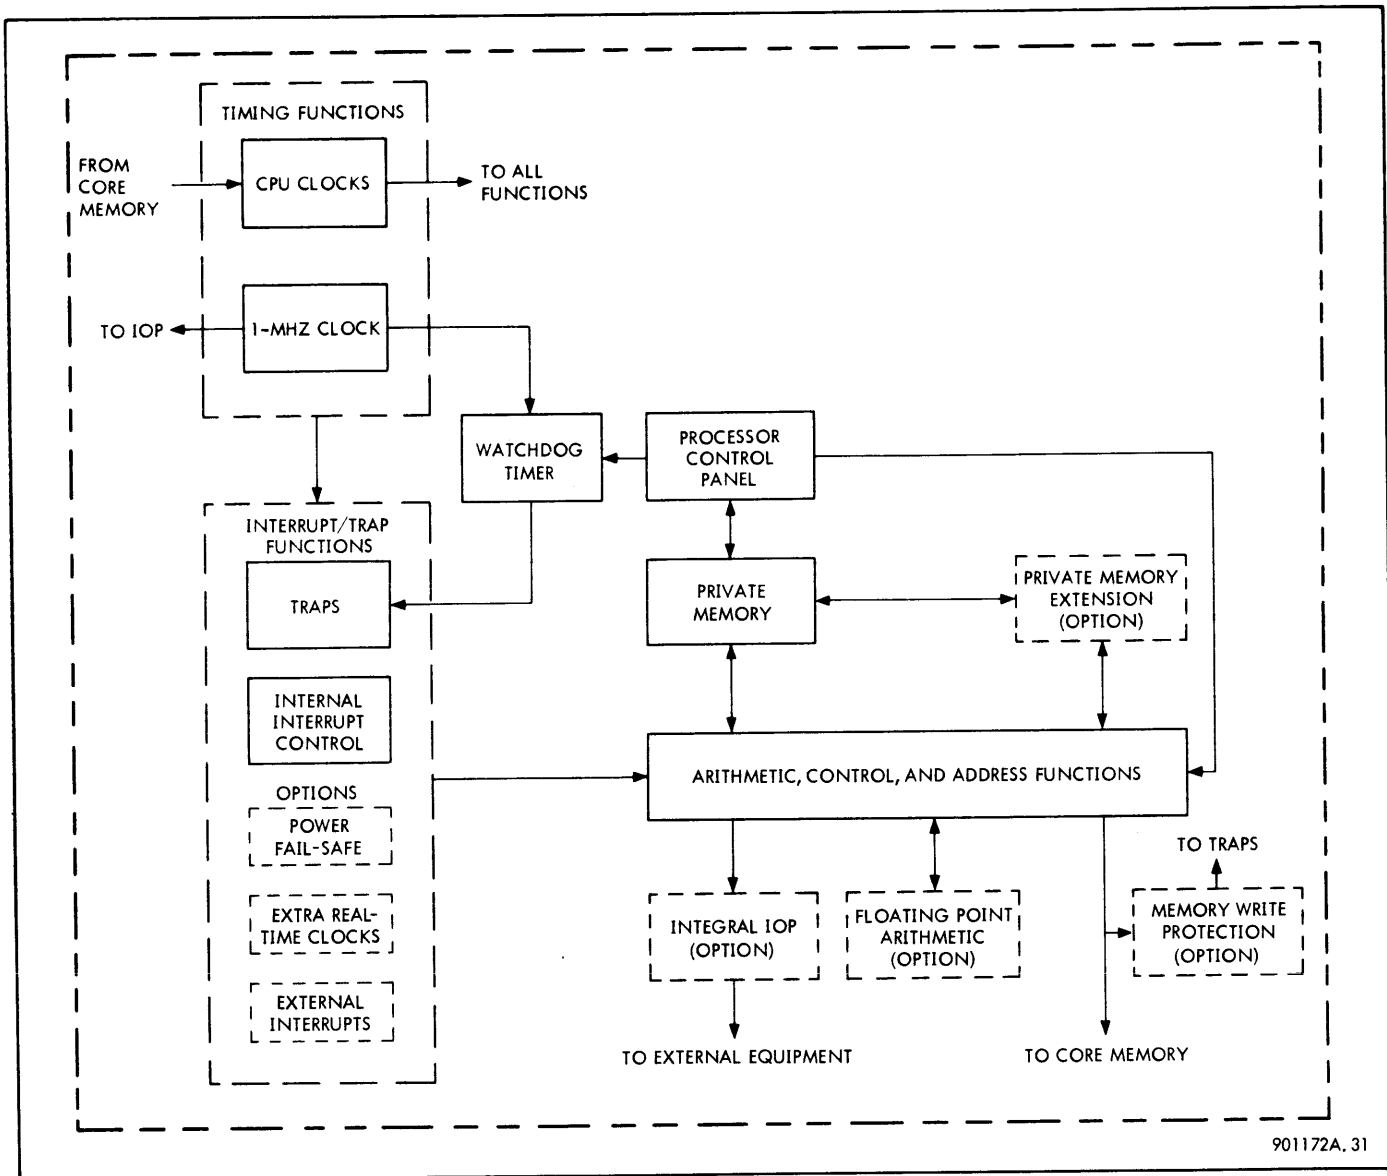 TIMING FUNCTIONS
FROM
CORE
MEMORY
CPU CLOCKS
TO ALL
FUNCTIONS
TO IOP
1-MHZ CLOCK
WATCHDOG
TIMER
PROCESSOR
CONTROL
PANEL
INTERRUPT/TRAP
FUNCTIONS
TRAPS
PRIVATE
MEMORY
PRIVATE MEMORY
EXTENSION
(OPTION)
INTERNAL
INTERRUPT
CONTROL
ARITHMETIC, CONTROL, AND ADDRESS FUNCTIONS
OPTIONS
POWER
FAIL-SAFE
EXTRA REAL-
TIME CLOCKS
EXTERNAL
INTERRUPTS
INTEGRAL IOP
(OPTION)
FLOATING POINT
ARITHMETIC
(OPTION)
TO TRAPS
MEMORY WRITE
PROTECTION
(OPTION)
TO EXTERNAL EQUIPMENT
TO CORE MEMORY
901172A. 31